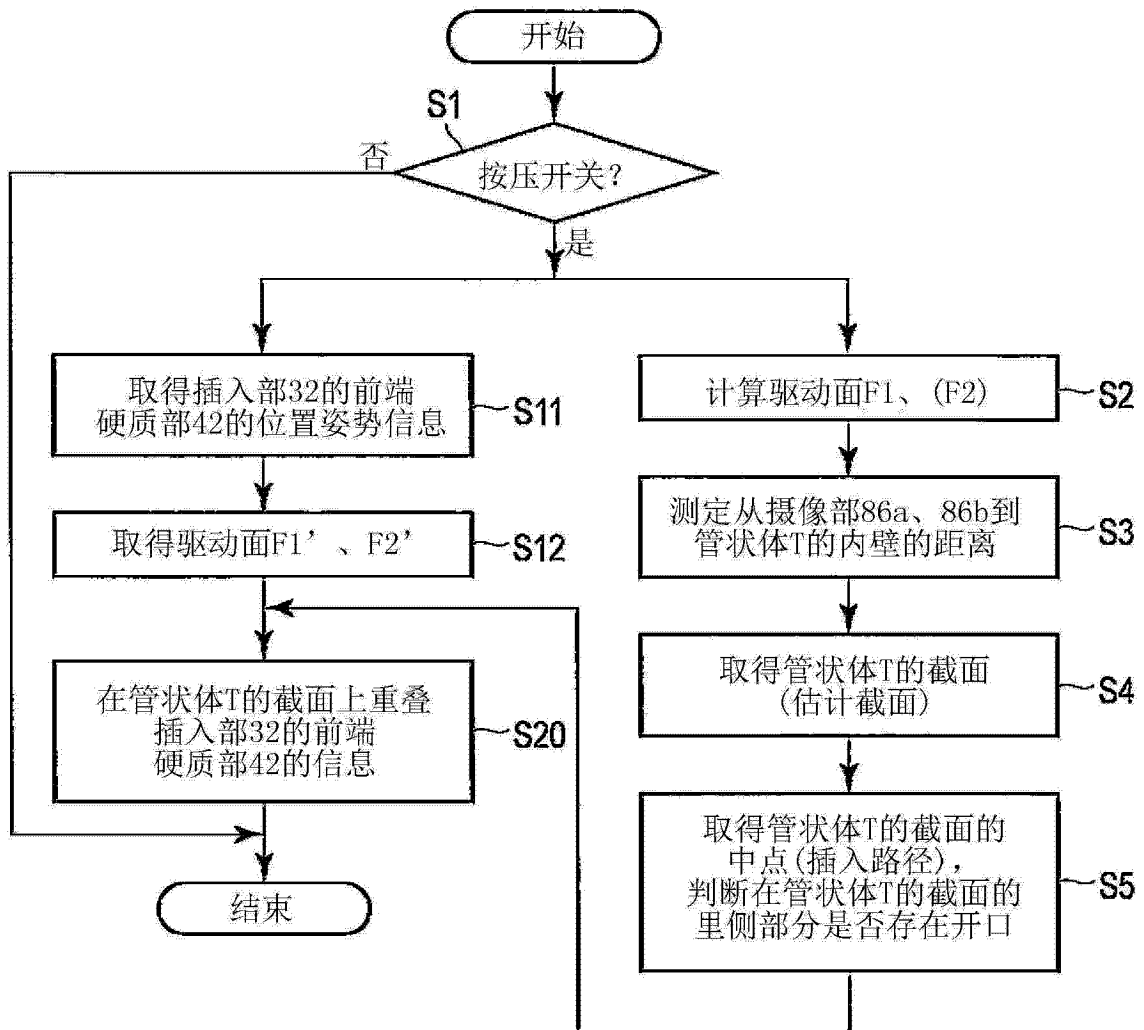 开始
S1
否
按压开关?
是
取得插入部32的前端
硬质部42的位置姿势信息
S11
取得驱动面F1’、F2’
S12
在管状体T的截面上重叠
插入部32的前端
硬质部42的信息
S20
结束
计算驱动面F1、(F2)
S2
测定从摄像部86a、86b到
管状体T的内壁的距离
S3
取得管状体T的截面
(估计截面)
S4
取得管状体T的截面的
中点(插入路径),
判断在管状体T的截面的
里侧部分是否存在开口
S5